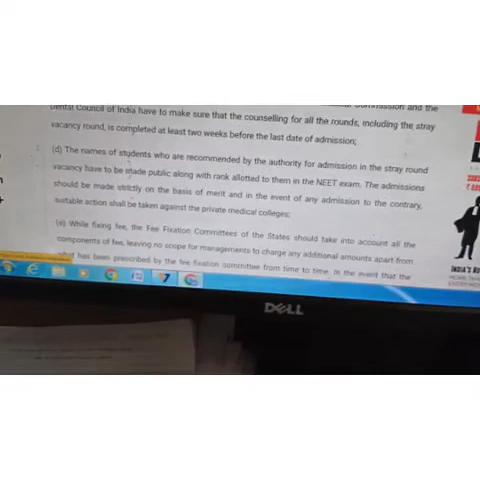 Dental Council of India have to make sure that the counselling for all the rounds, including the stray
vacancy round, is completed at least two weeks before the last date of admission;
(d) The names of students who are recommended by the authority for admission in the stray round
vacancy have to be made public along with rank allotted to them in the NEET exam. The admissions
should be made strictly on the basis of merit and in the event of any admission to the contrary,
suitable action shall be taken against the private medical colleges;
(e) While fixing fee, the Fee Fixation Committees of the States should take into account all the
components of fee, leaving no scope for managements to charge any additional amounts apart from
what has been prescribed by the fee fixation committee from time to time. In the event that the
DELL